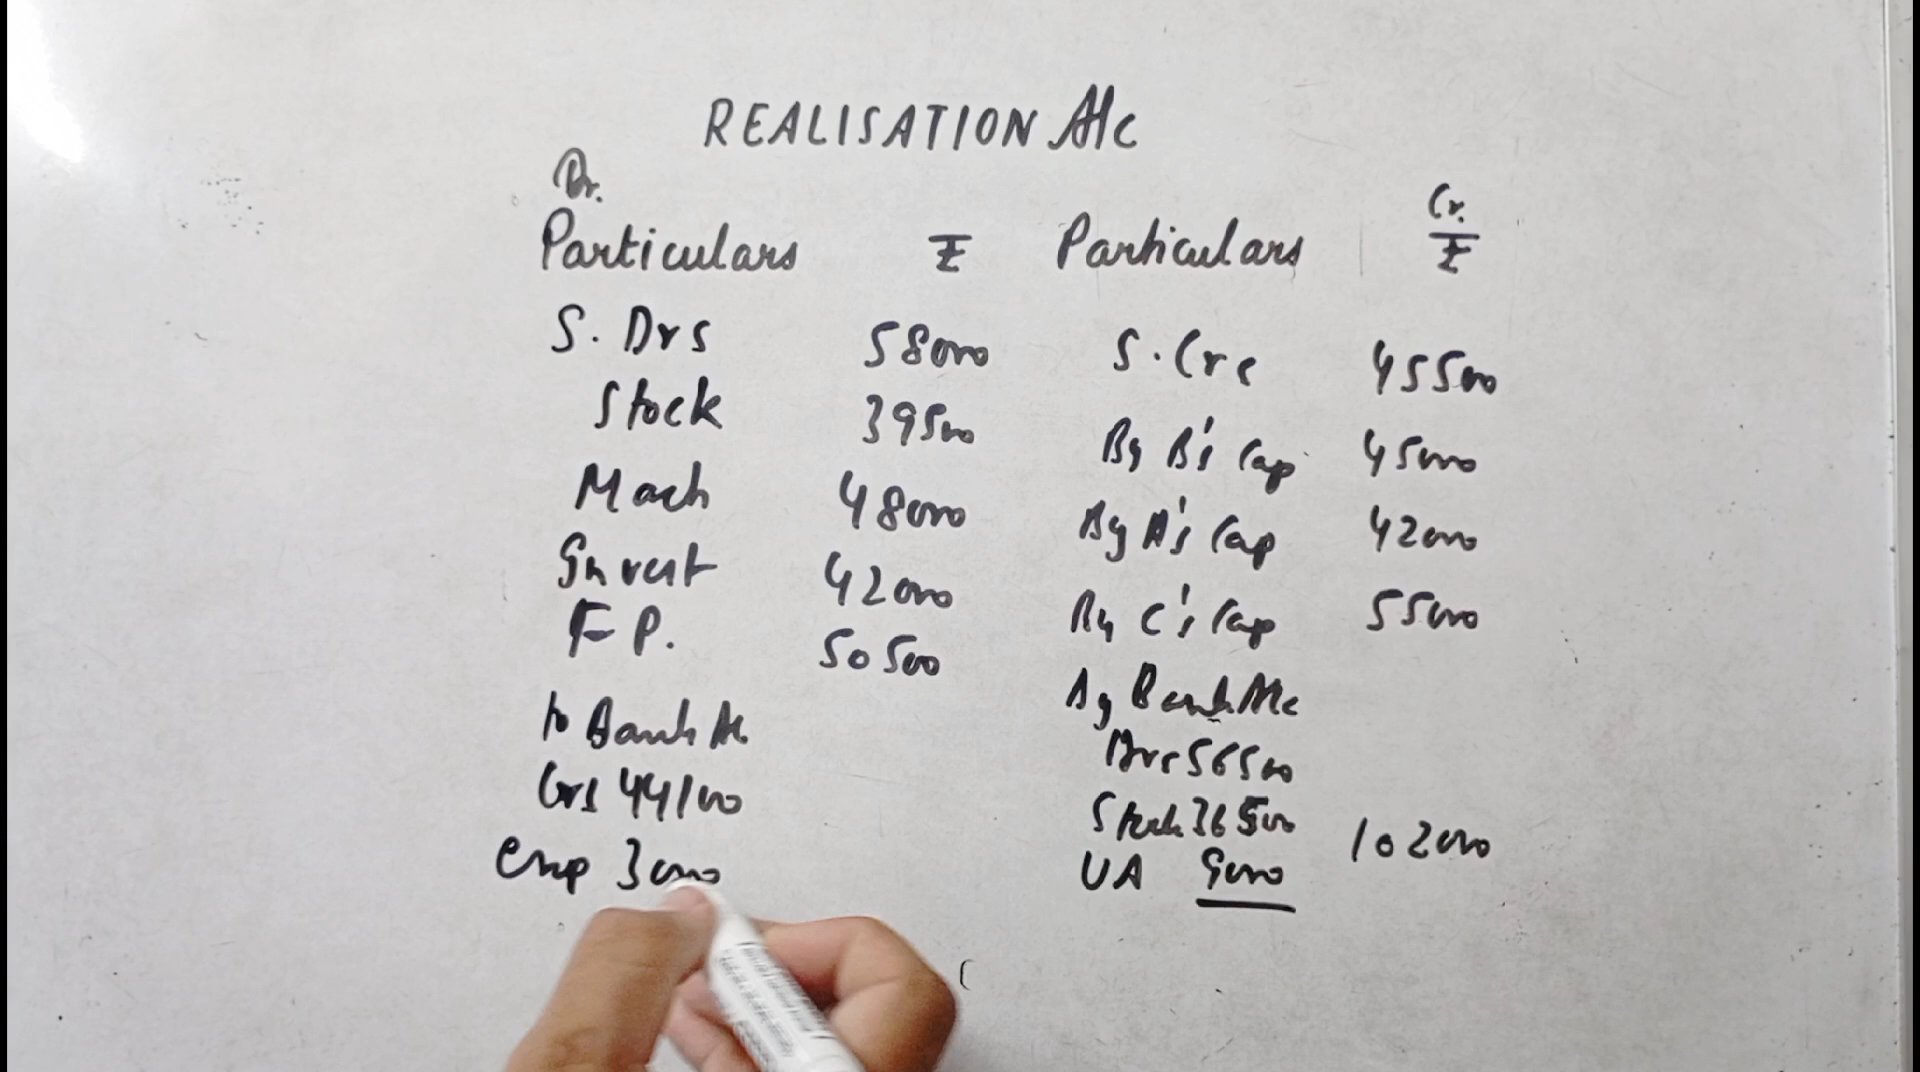 REALISATION A/c
Dr.
Cr.
Particulars ₹ Particulars ₹
S. Drs 58000 S. Crs 45500
Stock 39500 By B's Cap 45000
Mach 48000 By A's Cap 42000
Invest 42000 By C's Cap 55000
F P. 50500
to Bank A/c By Bank A/c
Crs 44100 Drs 56500
Stock 36500 102000
Exp 3000 UA 9000